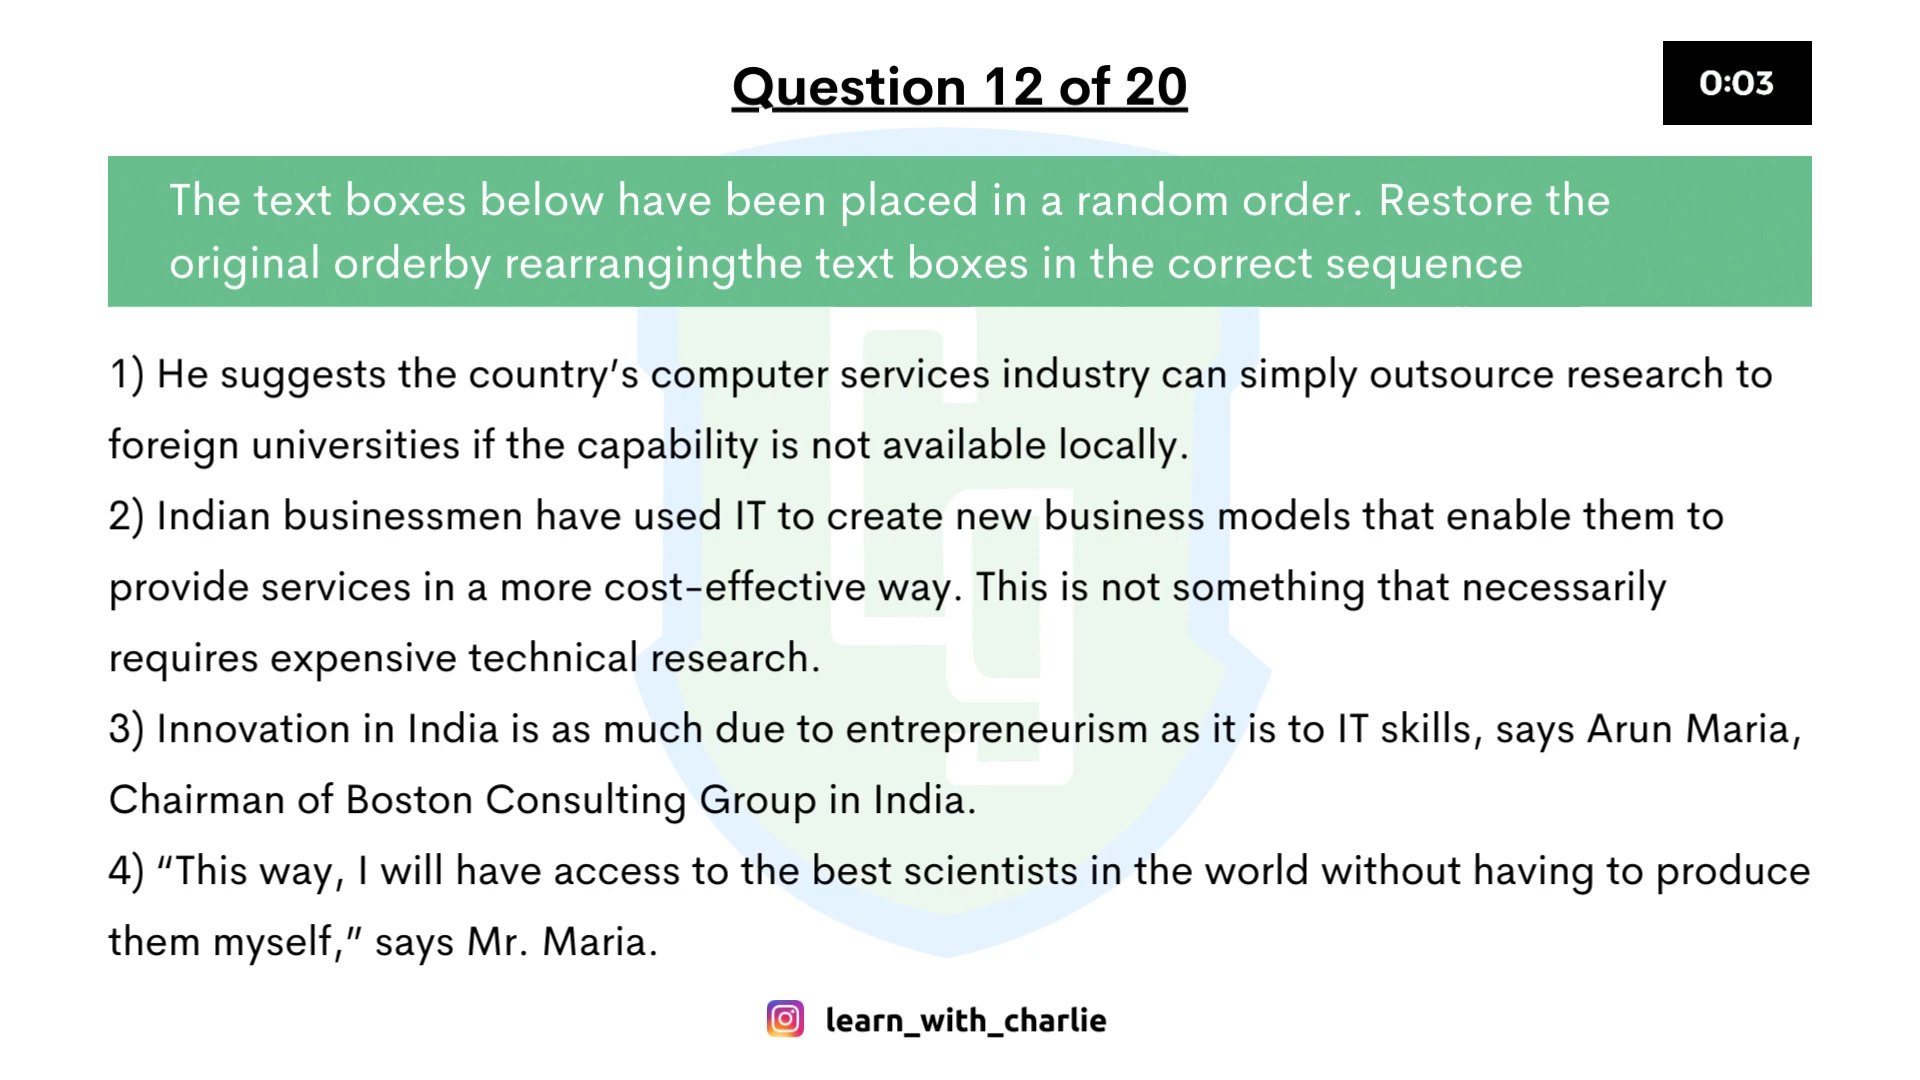 Question 12 of 20
0:03
The text boxes below have been placed in a random order. Restore the
original orderby rearrangingthe text boxes in the correct sequence
1) He suggests the country’s computer services industry can simply outsource research to
foreign universities if the capability is not available locally.
2) Indian businessmen have used IT to create new business models that enable them to
provide services in a more cost-effective way. This is not something that necessarily
requires expensive technical research.
3) Innovation in India is as much due to entrepreneurism as it is to IT skills, says Arun Maria,
Chairman of Boston Consulting Group in India.
4) “This way, I will have access to the best scientists in the world without having to produce
them myself,” says Mr. Maria.
learn_with_charlie